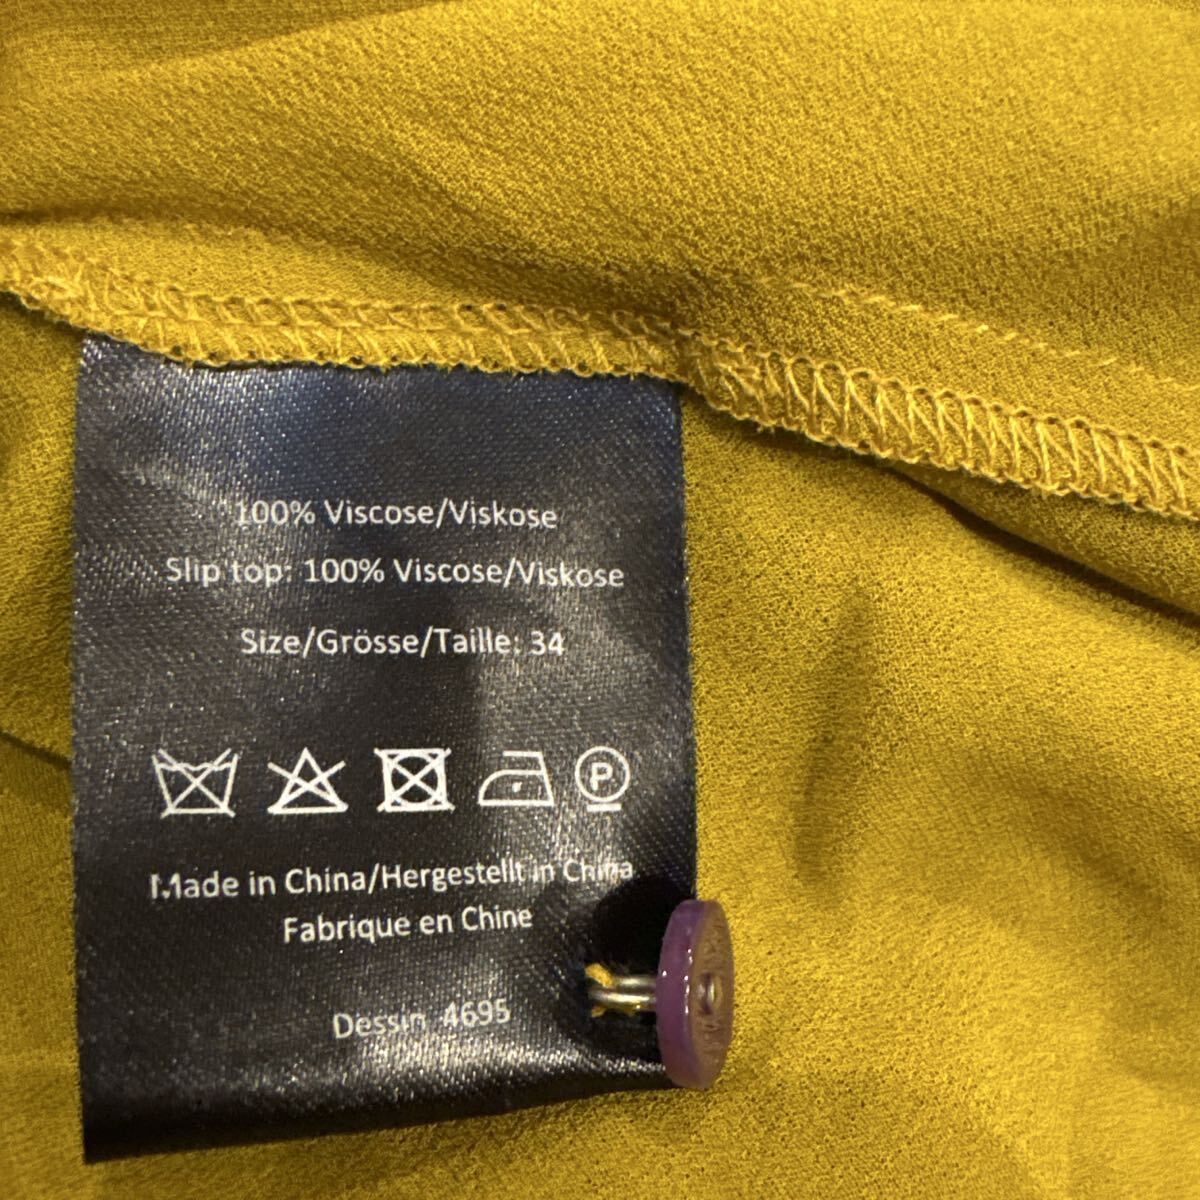 100% Viscose/Viskose
Slip top: 100% Viscose/Viskose
Size/Grösse/Taille: 34
P
Made in China/Hergestellt in China
Fabrique en Chine
Dessin 4695